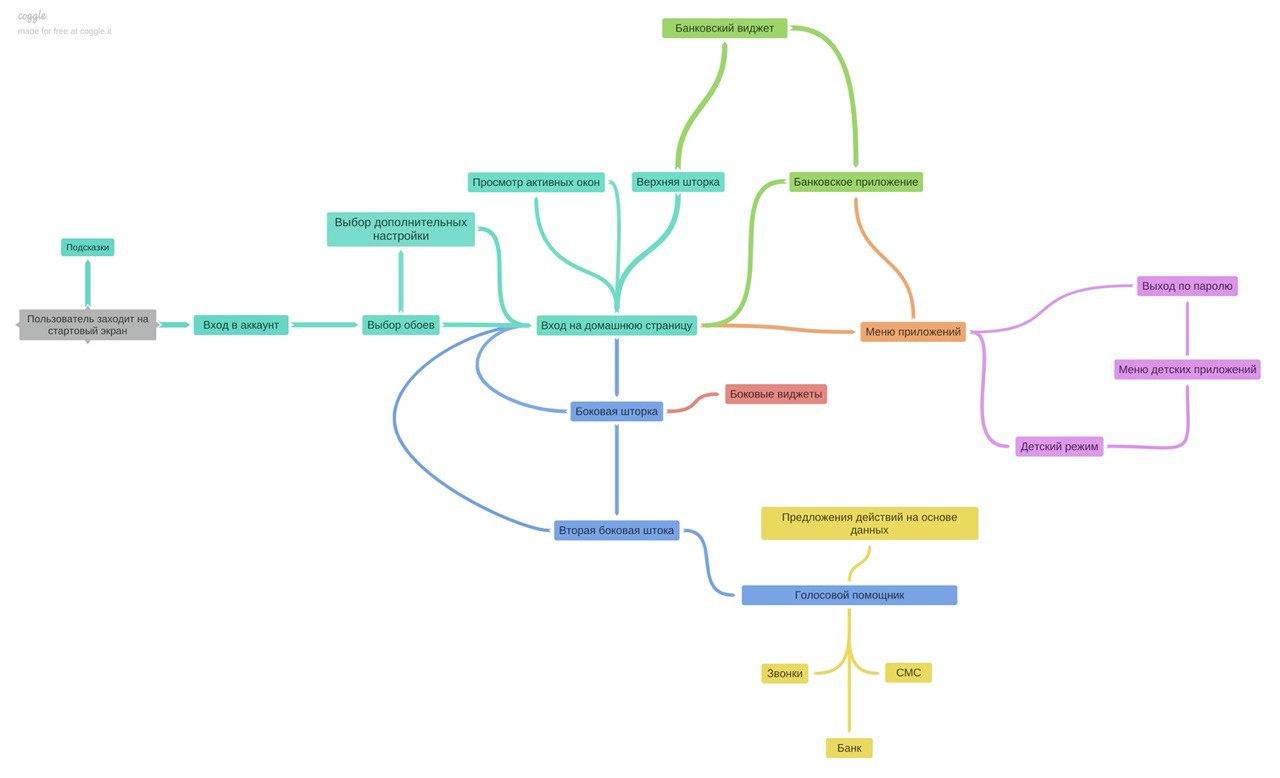 coggle
made for free at coggle.it
Банковский виджет
Просмотр активных окон
Верхняя шторка
Банковское приложение
Выбор дополнительных
настройки
Подсказки
Пользователь заходит на
стартовый экран
Вход в аккаунт
Выбор обоев
Вход на домашнюю страницу
Меню приложений
Выход по паролю
Меню детских приложений
Боковые виджеты
Боковая шторка
Детский режим
Вторая боковая штока
Предложения действий на основе
данных
Голосовой помощник
Звонки
СМС
Банк